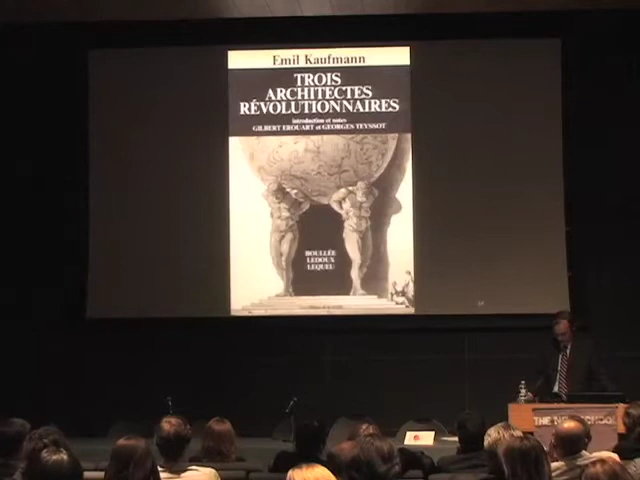 Emil Kaufmann
TROIS
ARCHITECTES
RÉVOLUTIONNAIRES
introduction et notes
GILBERT EROUART et GEORGES TEYSSOT
BOULLÉE
LEDOUX
LEQUEU
THE NEW SCHOOL